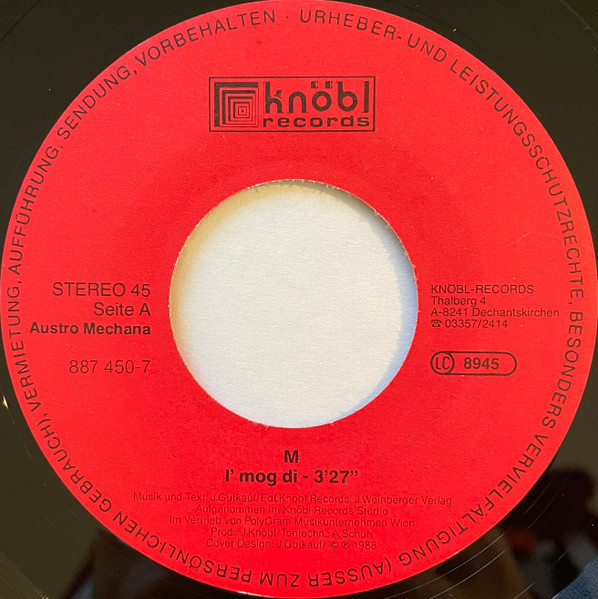 URHEBER- UND LEISTUNGSSCHUTZRECHTE, BESONDERS VERVIELFÄLTIGUNG (AUSSER ZUM PERSÖNLICHEN GEBRAUCH), VERMIETUNG, AUFFÜHRUNG, SENDUNG, VORBEHALTEN ·
knöbl
records
STEREO 45
Seite A
Austro Mechana
887 450-7
KNÖBL-RECORDS
Thalberg 4
A-8241 Dechantskirchen
☎ 03357/2414
LC 8945
M
I' mog di - 3'27"
Musik und Text: J.Gutkauf/Ed. Knöbl Records, J.Weinberger Verlag
Aufgenommen im Knöbl Records Studio
Im Vertrieb von PolyGram Musikunternehmen Wien
Prod.: J.Knöbl/Tontechn.: A.Schuh
Cover Design: J.Gutkauf/ © ℗ 1988